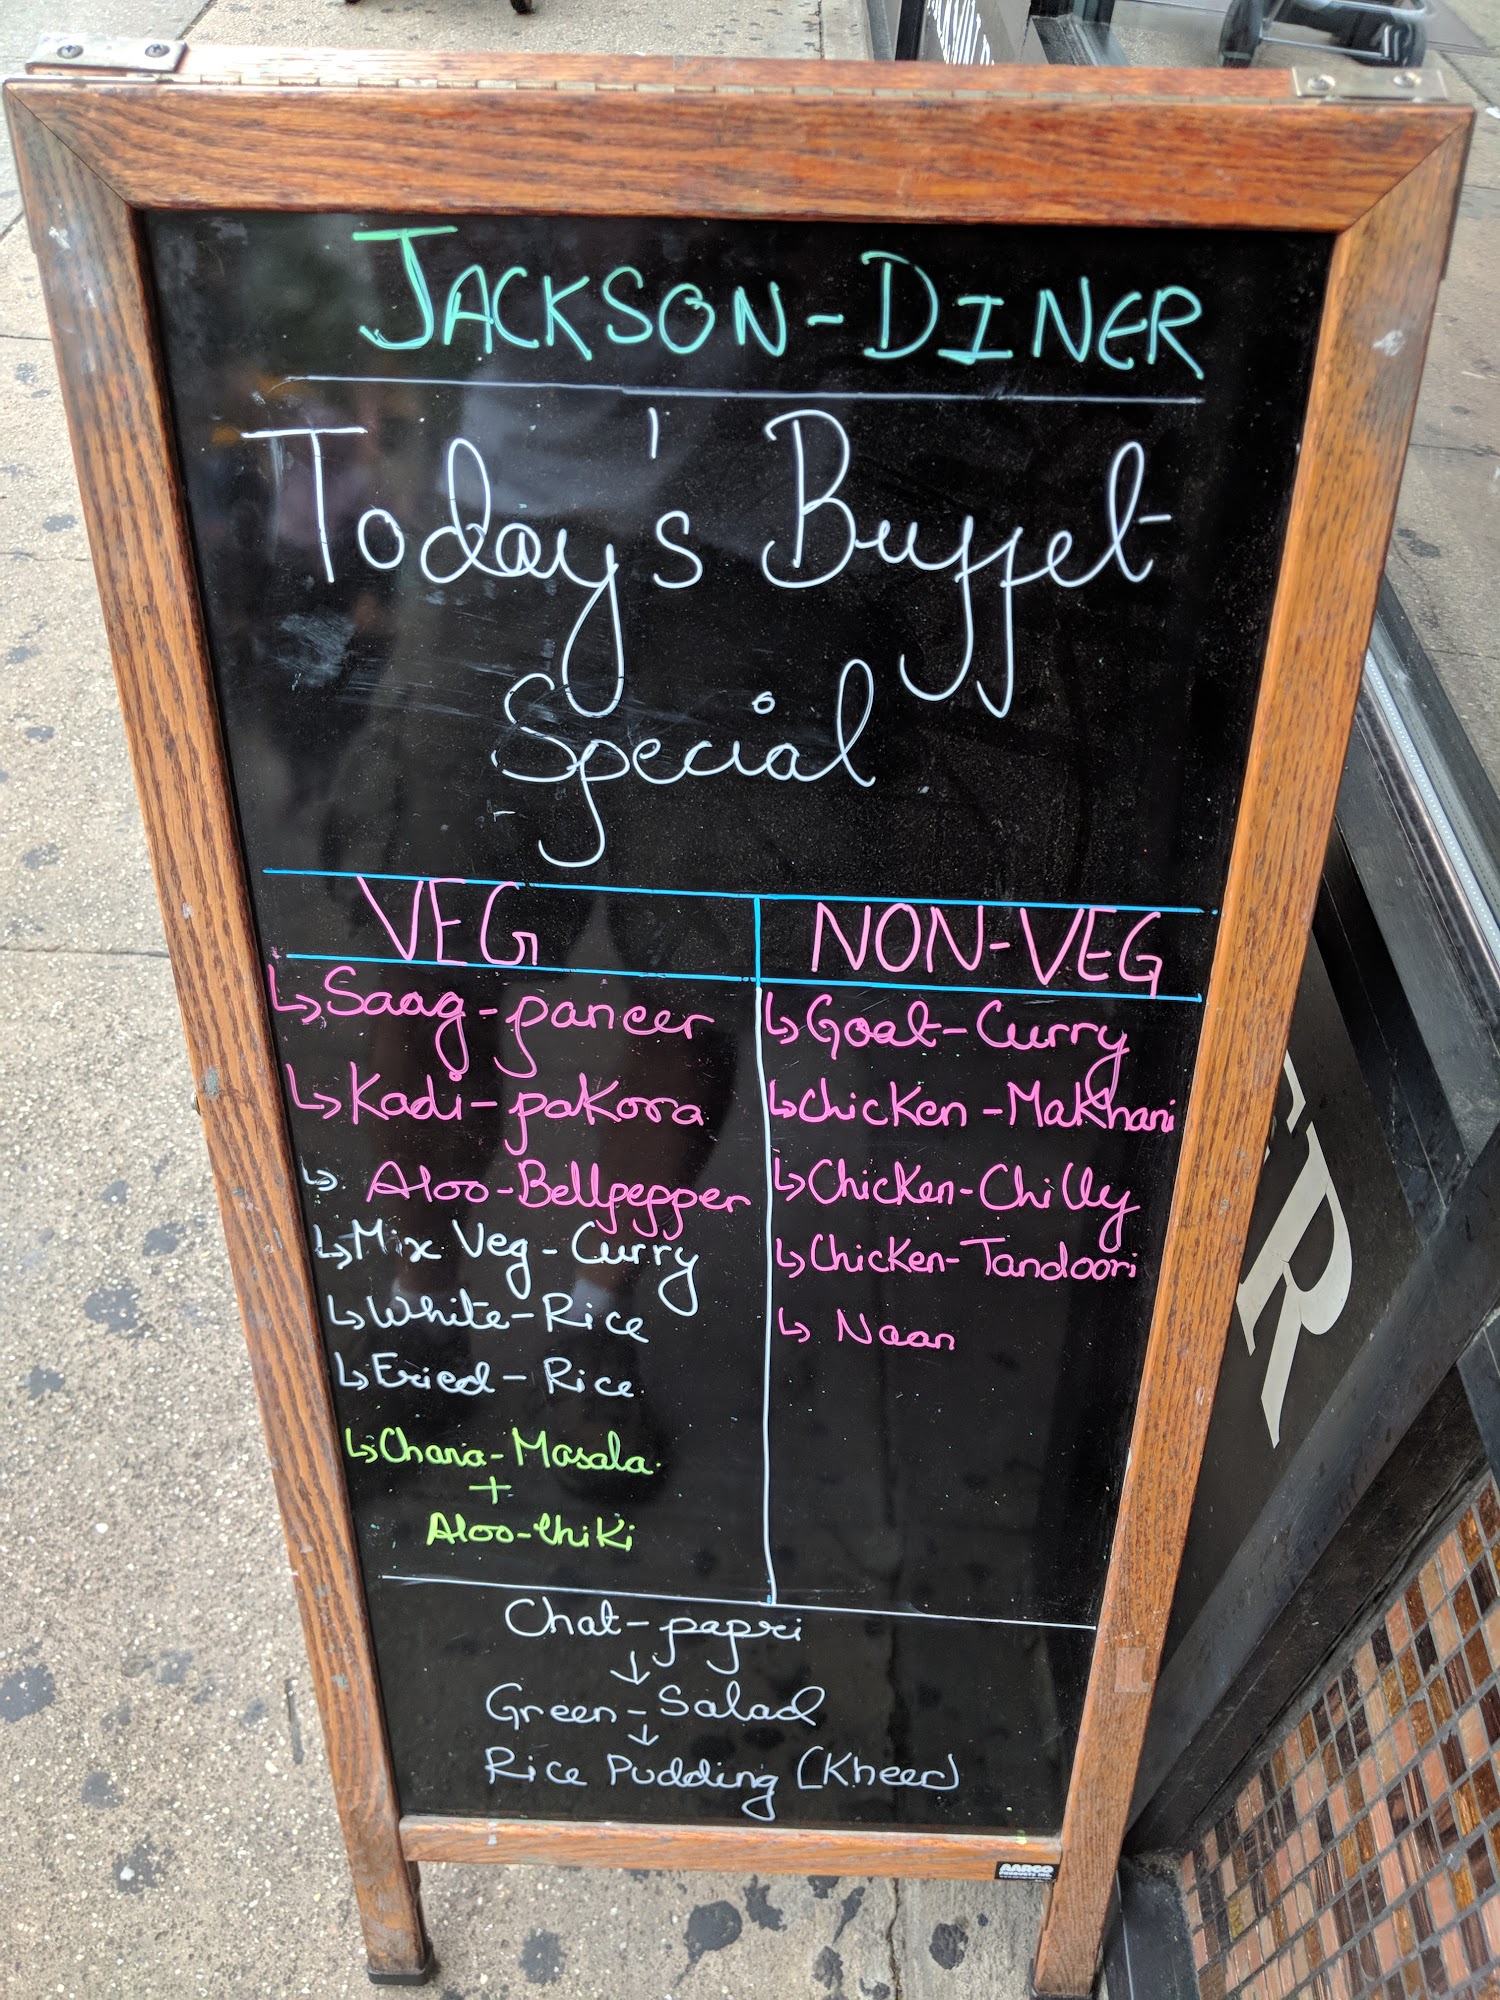 JACKSON-DINER
Today's Buffet
Special
VEG
↳Saag-paneer
↳Kadi-pakora
↳ Aloo-Bellpepper
↳Mix Veg-Curry
↳White-Rice
↳Fried-Rice.
↳Chana-Masala.
+
Aloo-thiki
NON-VEG
↳Goat-Curry
↳Chicken-Makhani
↳Chicken-Chilly
↳Chicken-Tandoori
↳ Naan
Chat-papri
↓
Green-Salad
↓
Rice Pudding (Kheer)
AARCO